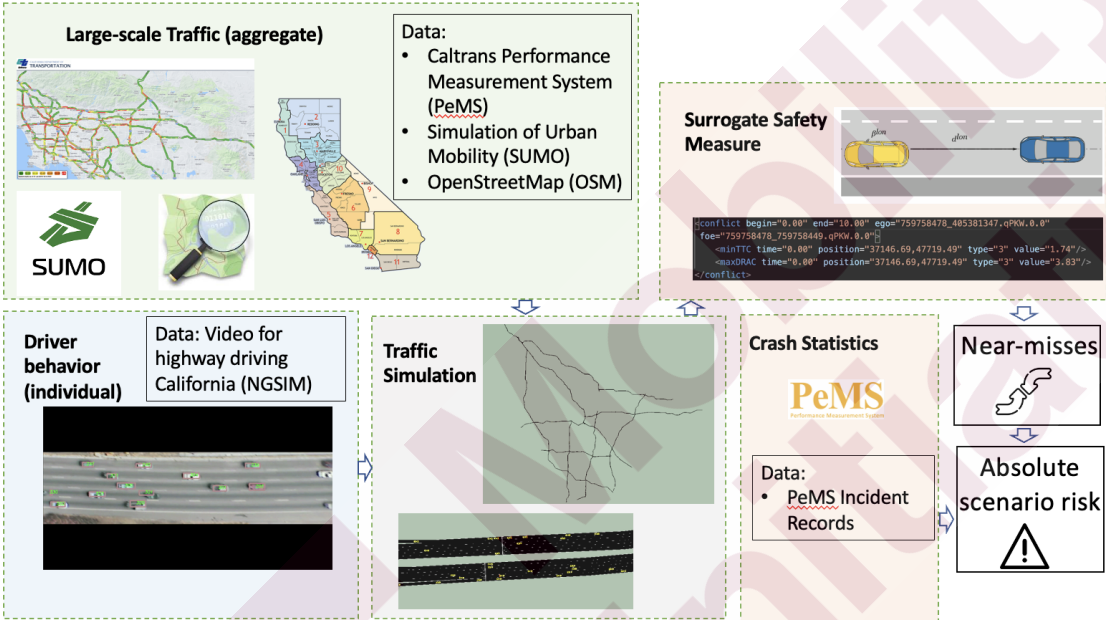 Large-scale Traffic (aggregate)
TRANSPORTATION
SUMO
Data:
• Caltrans Performance
Measurement System
(PeMS)
• Simulation of Urban
Mobility (SUMO)
• OpenStreetMap (OSM)
Surrogate Safety
Measure
plon
dlon
<conflict begin="0.00" end="10.00" ego="759758478_405381347.qPKW.0.0"
foe="759758478_759758449.qPKW.0.0">
<minTTC time="0.00" position="37146.69,47719.49" type="3" value="1.74"/>
<maxDRAC time="0.00" position="37146.69,47719.49" type="3" value="3.83"/>
</conflict>
Driver
behavior
(individual)
Data: Video for
highway driving
California (NGSIM)
Traffic
Simulation
Crash Statistics
PeMS
Performance Measurement System
Data:
• PeMS Incident
Records
Near-misses
Absolute
scenario risk